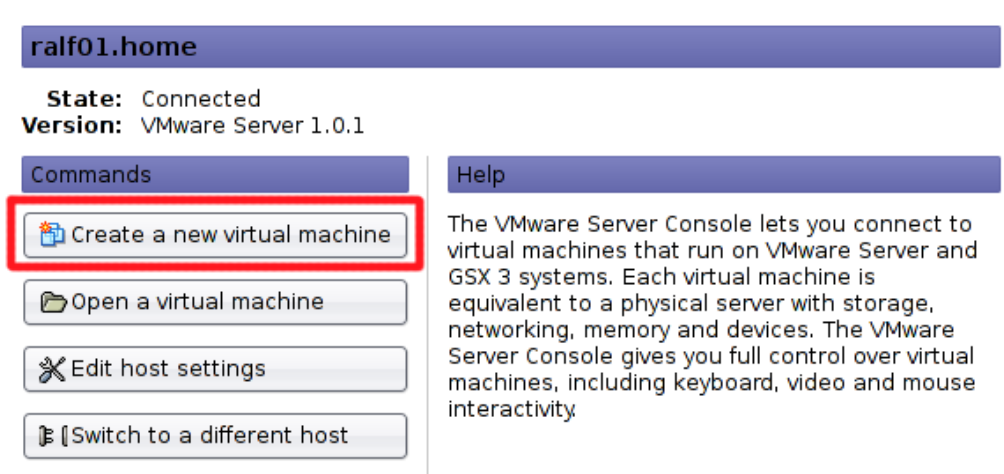 ralf01.home
State: Connected
Version: VMware Server 1.0.1
Commands
Create a new virtual machine
Open a virtual machine
Edit host settings
Switch to a different host
Help
The VMware Server Console lets you connect to
virtual machines that run on VMware Server and
GSX 3 systems. Each virtual machine is
equivalent to a physical server with storage,
networking, memory and devices. The VMware
Server Console gives you full control over virtual
machines, including keyboard, video and mouse
interactivity.